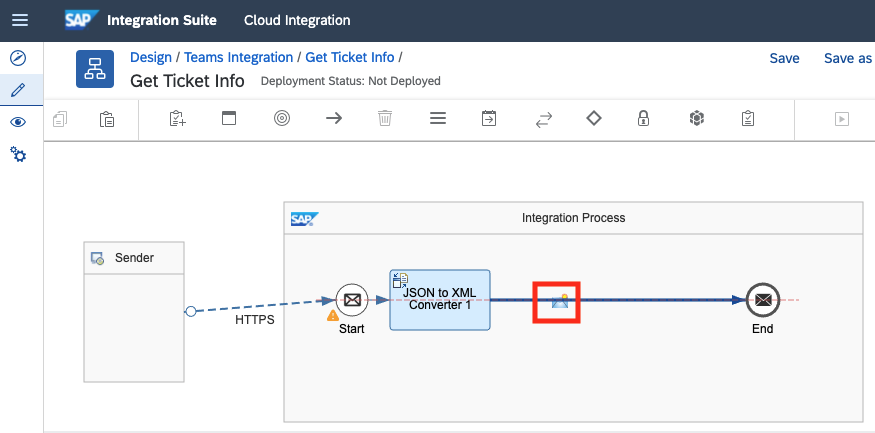 SAP Integration Suite Cloud Integration
Design / Teams Integration / Get Ticket Info /
Save Save as
Get Ticket Info Deployment Status: Not Deployed
SAP Integration Process
Sender
JSON to XML
Converter 1
HTTPS
Start
End